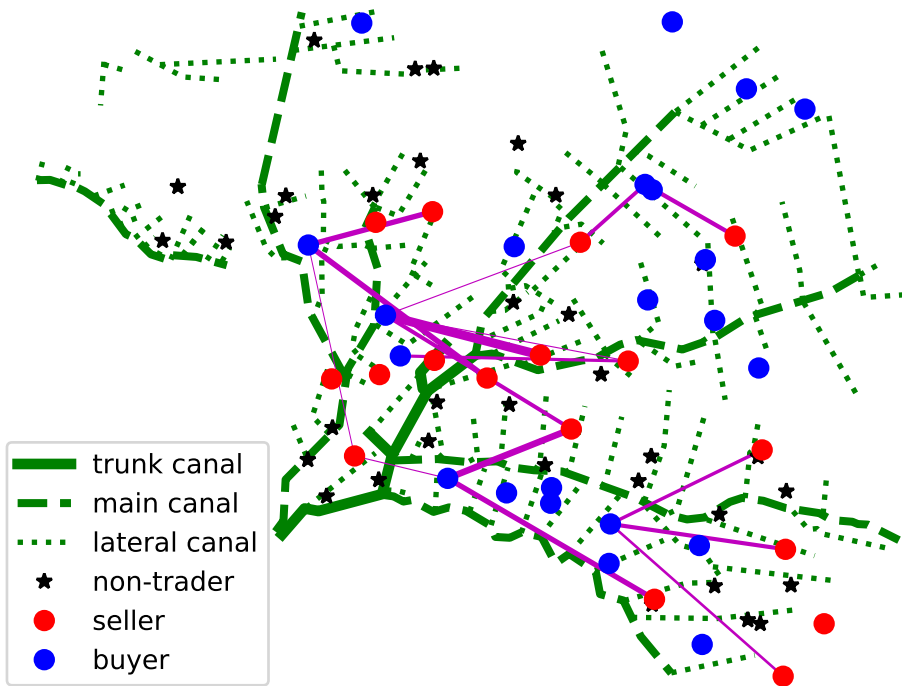 trunk canal
main canal
lateral canal
non-trader
seller
buyer